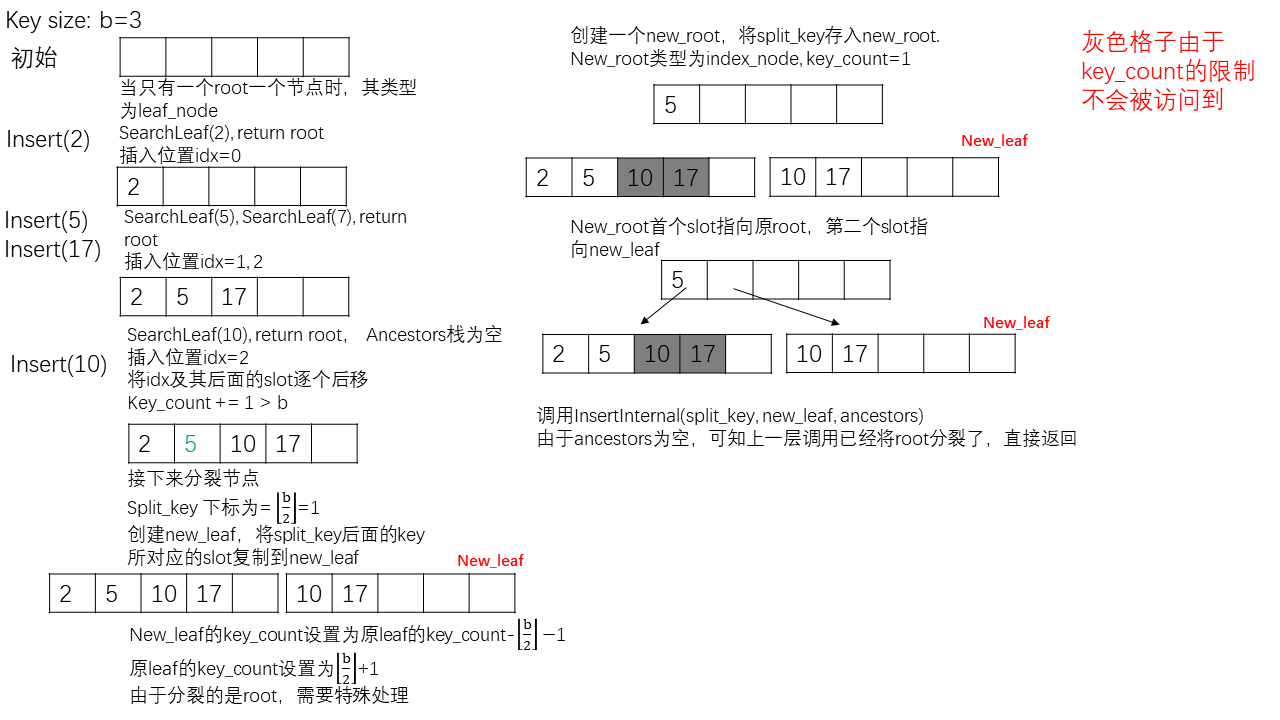 Key size: b=3
初始
当只有一个root一个节点时，其类型
为leaf_node
Insert(2)
SearchLeaf(2), return root
插入位置idx=0
2
Insert(5)
Insert(17)
SearchLeaf(5), SearchLeaf(7), return
root
插入位置idx=1, 2
2 5 17
Insert(10)
SearchLeaf(10), return root， Ancestors栈为空
插入位置idx=2
将idx及其后面的slot逐个后移
Key_count += 1 > b
2 5 10 17
接下来分裂节点
Split_key 下标为= ⌊b/2⌋=1
创建new_leaf，将split_key后面的key
所对应的slot复制到new_leaf
New_leaf
2 5 10 17 10 17
New_leaf的key_count设置为原leaf的key_count-⌊b/2⌋ −1
原leaf的key_count设置为⌊b/2⌋+1
由于分裂的是root，需要特殊处理
创建一个new_root，将split_key存入new_root.
New_root类型为index_node, key_count=1
5
New_leaf
2 5 10 17 10 17
New_root首个slot指向原root，第二个slot指
向new_leaf
5
New_leaf
2 5 10 17 10 17
调用InsertInternal(split_key, new_leaf, ancestors)
由于ancestors为空，可知上一层调用已经将root分裂了，直接返回
灰色格子由于
key_count的限制
不会被访问到